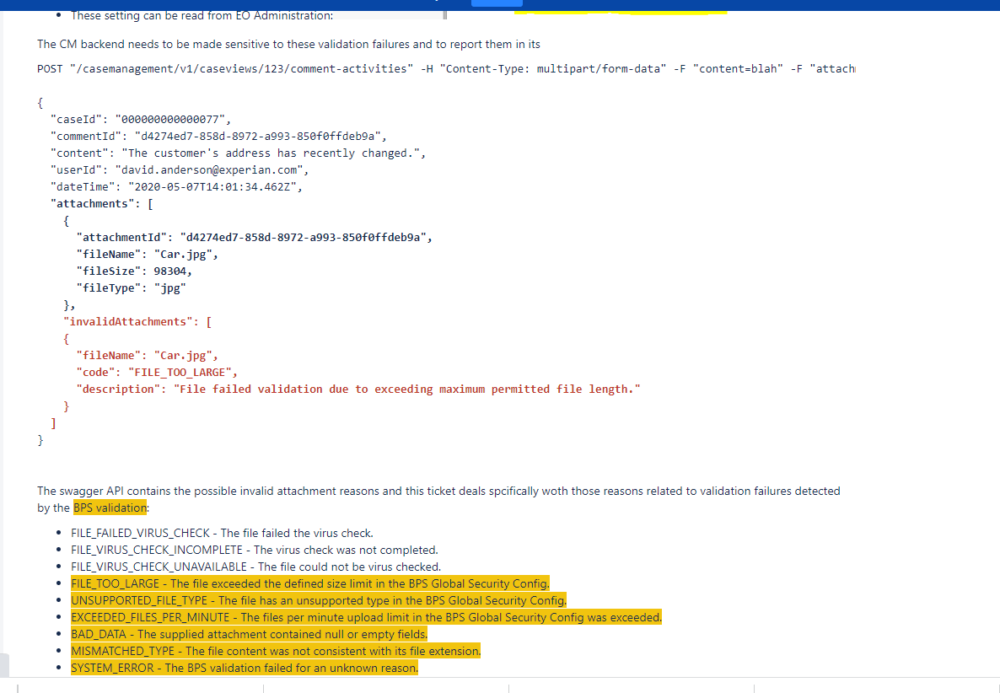 These setting can be read from EO Administration:
The CM backend needs to be made sensitive to these validation failures and to report them in its
POST "/casemanagement/v1/caseviews/123/comment-activities" -H "Content-Type: multipart/form-data" -F "content=blah" -F "attach
{
"caseId": "000000000000077",
"commentId": "d4274ed7-858d-8972-a993-850f0ffdeb9a",
"content": "The customer's address has recently changed.",
"userId": "david.anderson@experian.com",
"dateTime": "2020-05-07T14:01:34.462Z",
"attachments": [
{
"attachmentId": "d4274ed7-858d-8972-a993-850f0ffdeb9a",
"fileName": "Car.jpg",
"fileSize": 98304,
"fileType": "jpg"
},
"invalidAttachments": [
{
"fileName": "Car.jpg",
"code": "FILE_TOO_LARGE",
"description": "File failed validation due to exceeding maximum permitted file length."
}
]
}
The swagger API contains the possible invalid attachment reasons and this ticket deals spcifically woth those reasons related to validation failures detected
by the BPS validation:
FILE_FAILED_VIRUS_CHECK - The file failed the virus check.
FILE_VIRUS_CHECK_INCOMPLETE - The virus check was not completed.
FILE_VIRUS_CHECK_UNAVAILABLE - The file could not be virus checked.
FILE_TOO_LARGE - The file exceeded the defined size limit in the BPS Global Security Config.
UNSUPPORTED_FILE_TYPE - The file has an unsupported type in the BPS Global Security Config.
EXCEEDED_FILES_PER_MINUTE - The files per minute upload limit in the BPS Global Security Config was exceeded.
BAD_DATA - The supplied attachment contained null or empty fields.
MISMATCHED_TYPE - The file content was not consistent with its file extension.
SYSTEM_ERROR - The BPS validation failed for an unknown reason.